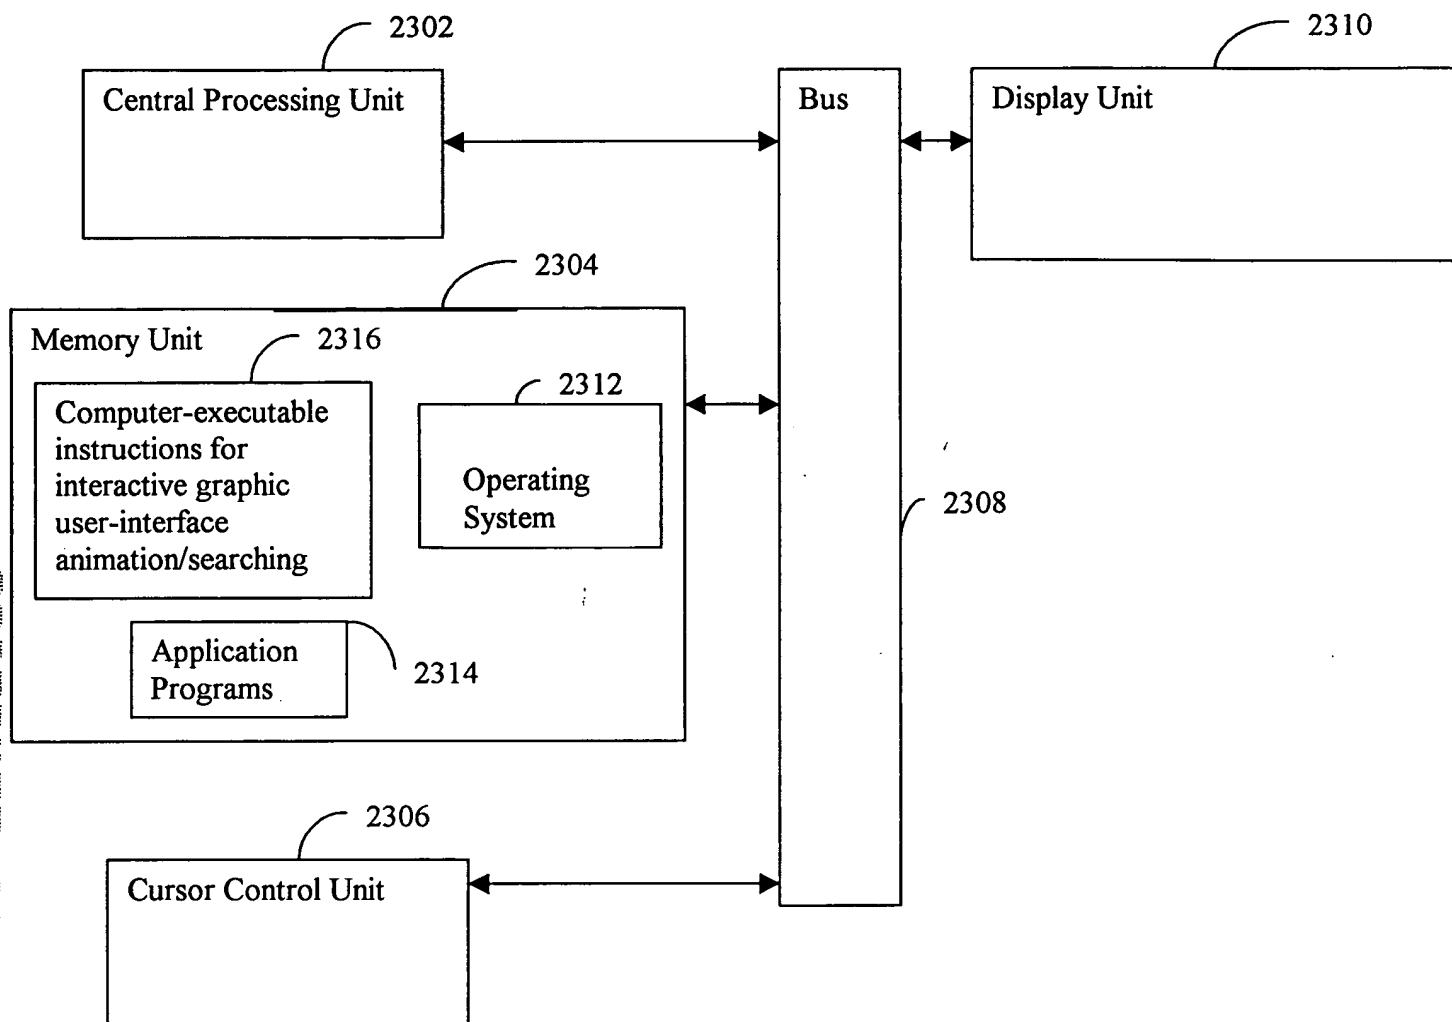 2302
2310
Central Processing Unit
Bus
Display Unit
2304
Memory Unit
2316
2312
Computer-executable
instructions for
interactive graphic
user-interface
animation/searching
Operating
System
2308
Application
Programs
2314
2306
Cursor Control Unit